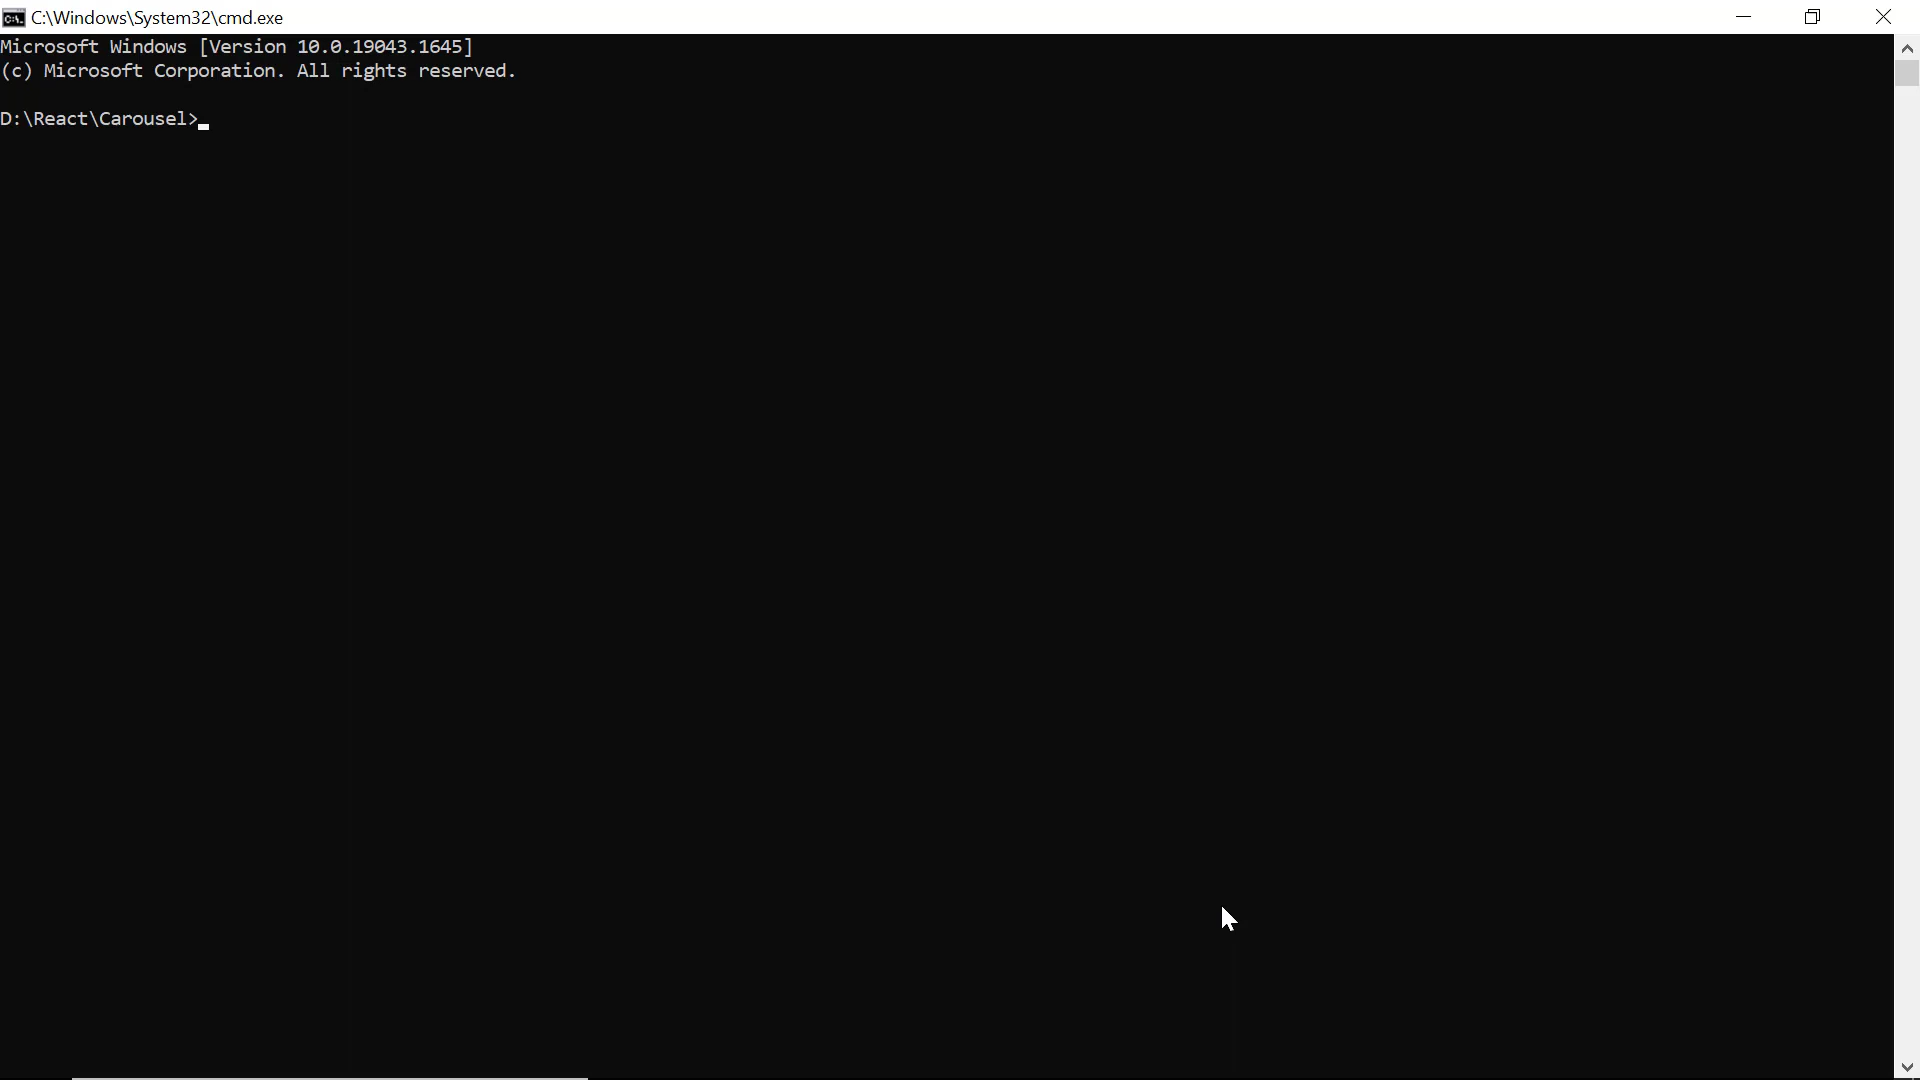 C:\Windows\System32\cmd.exe
Microsoft Windows [Version 10.0.19043.1645]
(c) Microsoft Corporation. All rights reserved.
D:\React\Carousel>